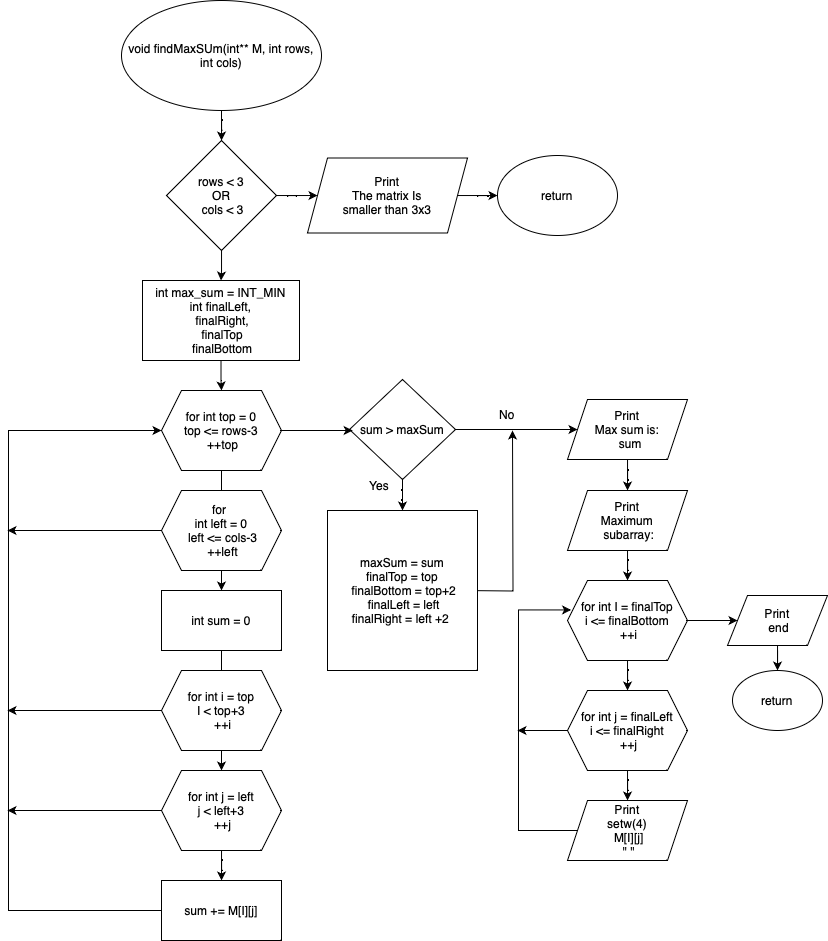 void findMaxSUm(int** M, int rows,
int cols)
rows < 3
OR
cols < 3
Print
The matrix Is
smaller than 3x3
return
int max_sum = INT_MIN
int finalLeft,
finalRight,
finalTop
finalBottom
for int top = 0
top <= rows-3
++top
sum > maxSum
No
Yes
Print
Max sum is:
sum
for
int left = 0
left <= cols-3
++left
Print
Maximum
subarray:
maxSum = sum
finalTop = top
finalBottom = top+2
finalLeft = left
finalRight = left +2
int sum = 0
for int I = finalTop
i <= finalBottom
++i
Print
end
return
for int i = top
I < top+3
++i
for int j = finalLeft
i <= finalRight
++j
for int j = left
j < left+3
++j
Print
setw(4)
M[I][j]
" "
sum += M[I][j]